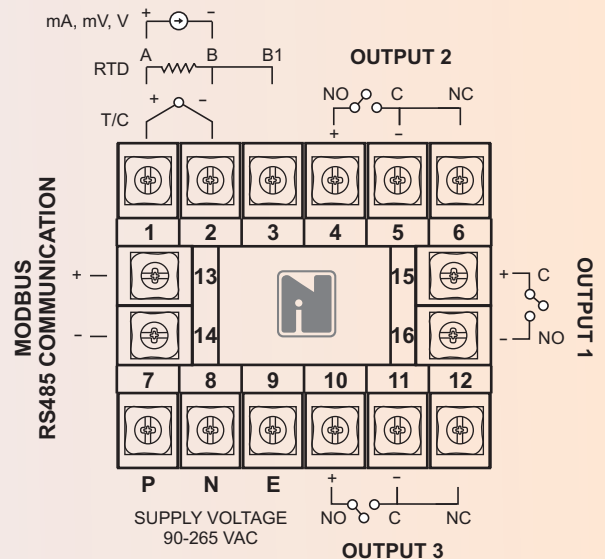 mA, mV, V + −
A B B1
RTD
OUTPUT 2
T/C + −
NO C NC
+ −
1 2 3 4 5 6
MODBUS
RS485 COMMUNICATION
+ 13 15 + C
− 14 16 − NO
OUTPUT 1
7 8 9 10 11 12
P N E + −
SUPPLY VOLTAGE
90-265 VAC
NO C NC
OUTPUT 3